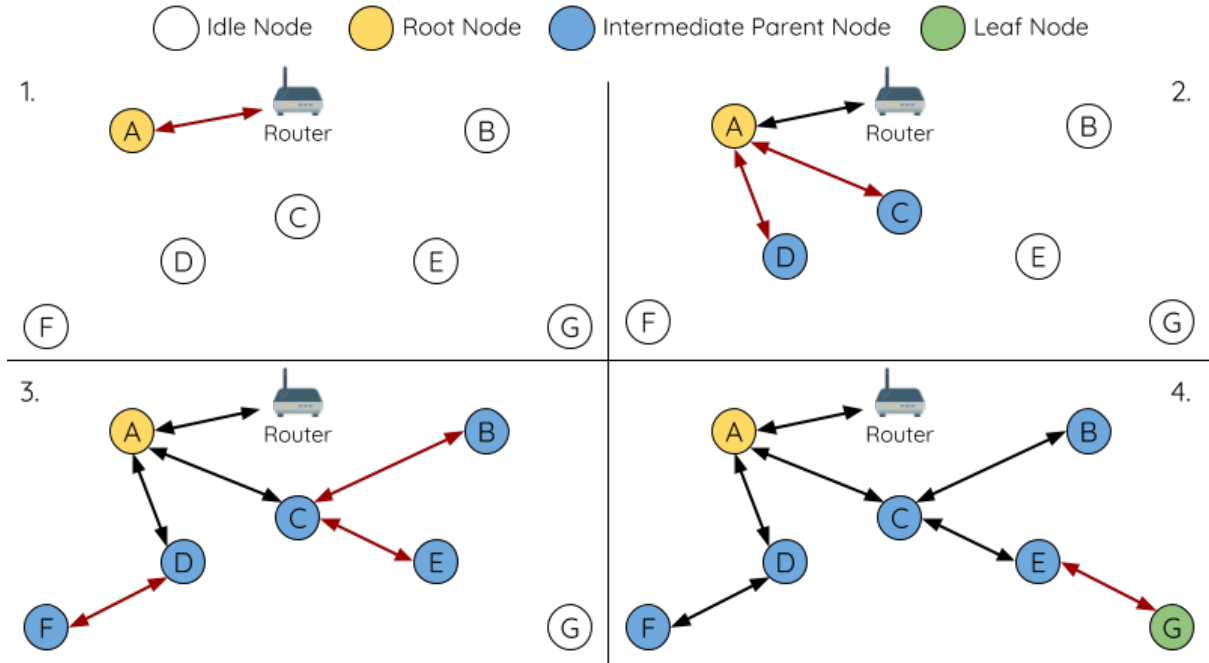 Idle Node
Root Node
Intermediate Parent Node
Leaf Node
1.
A
Router
B
C
D
E
F
G
2.
A
Router
B
C
D
E
F
G
3.
A
Router
B
C
D
E
F
G
4.
A
Router
B
C
D
E
F
G